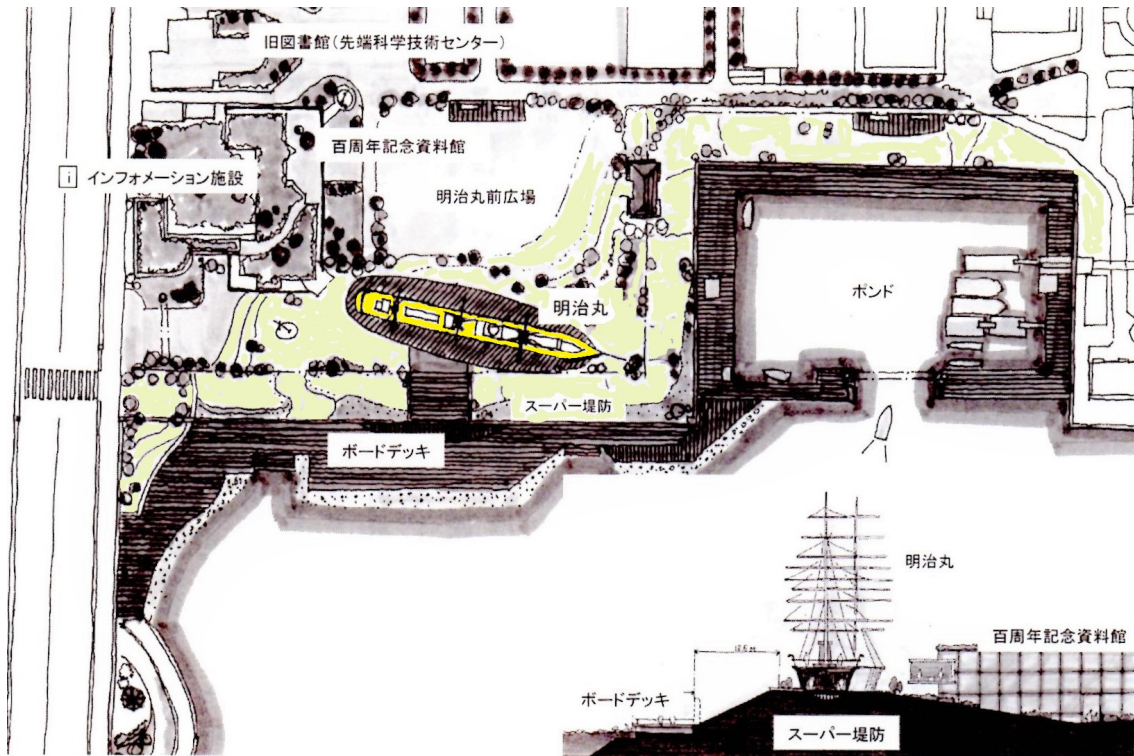 旧図書館(先端科学技術センター)
百周年記念資料館
i インフォメーション施設
明治丸前広場
明治丸
ポンド
スーパー堤防
ボードデッキ
明治丸
百周年記念資料館
ボードデッキ
スーパー堤防